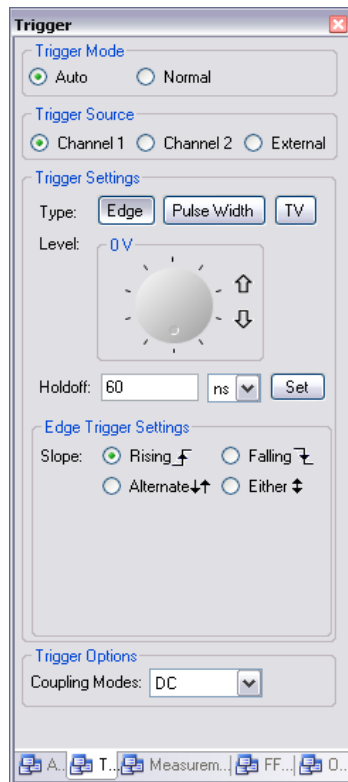 Trigger
Trigger Mode
Auto Normal
Trigger Source
Channel 1 Channel 2 External
Trigger Settings
Type: Edge Pulse Width TV
Level: 0 V
Holdoff: 60 ns Set
Edge Trigger Settings
Slope: Rising Falling
Alternate Either
Trigger Options
Coupling Modes: DC
A.. T... Measurem... FF... O..